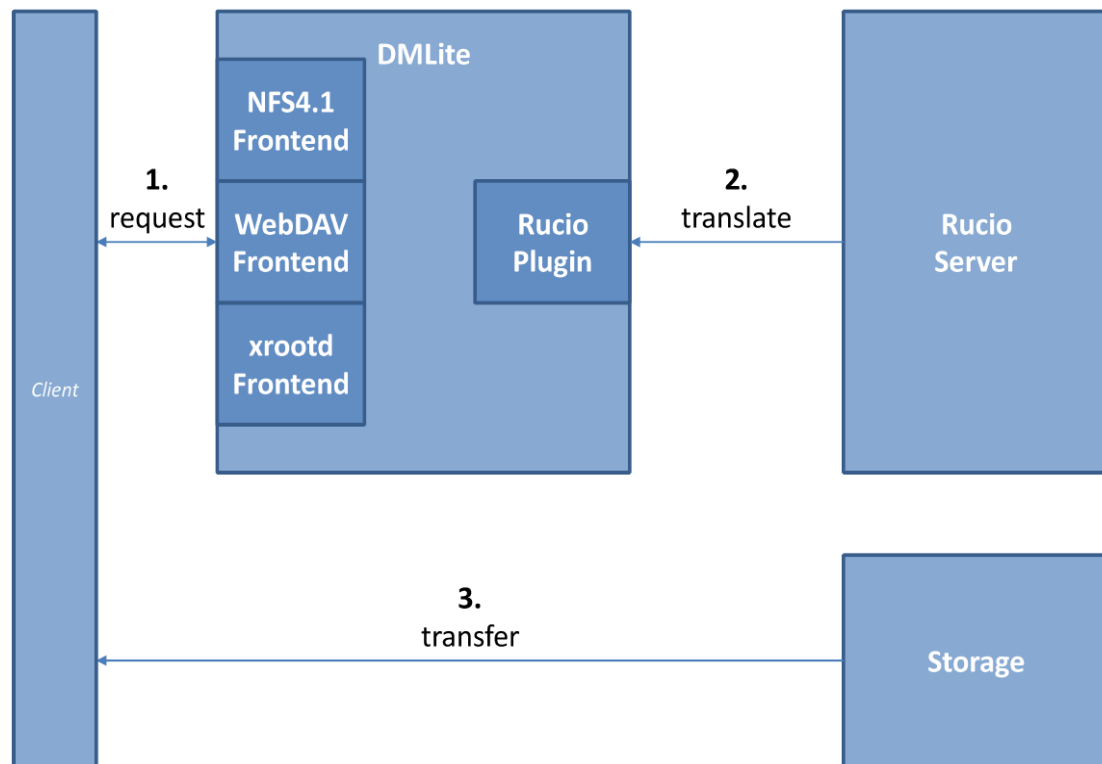 DMLite
NFS4.1
Frontend
1.
request
WebDAV
Frontend
Rucio
Plugin
2.
translate
Rucio
Server
xrootd
Frontend
Client
3.
transfer
Storage